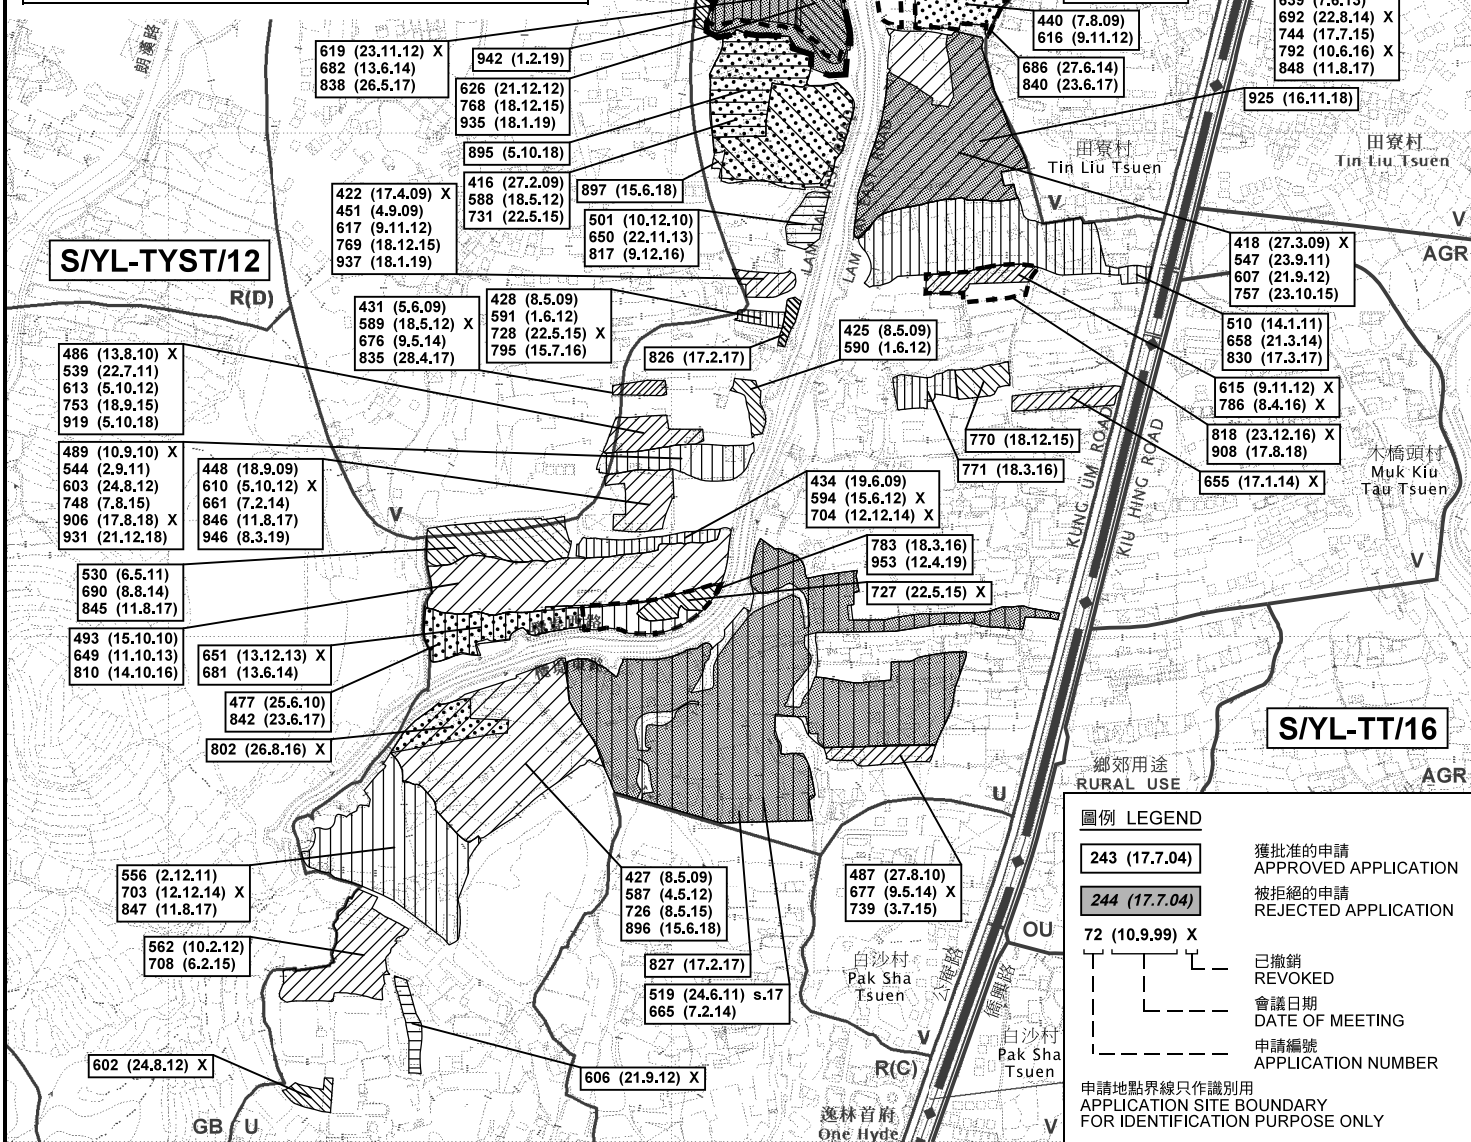 朗漢路
619 (23.11.12) X
682 (13.6.14)
838 (26.5.17)
942 (1.2.19)
626 (21.12.12)
768 (18.12.15)
935 (18.1.19)
895 (5.10.18)
416 (27.2.09)
588 (18.5.12)
731 (22.5.15)
897 (15.6.18)
422 (17.4.09) X
451 (4.9.09)
617 (9.11.12)
769 (18.12.15)
937 (18.1.19)
501 (10.12.10)
650 (22.11.13)
817 (9.12.16)
440 (7.8.09)
616 (9.11.12)
686 (27.6.14)
840 (23.6.17)
639 (7.6.13)
692 (22.8.14) X
744 (17.7.15)
792 (10.6.16) X
848 (11.8.17)
925 (16.11.18)
田寮村
Tin Liu Tsuen
田寮村
Tin Liu Tsuen
V
V
AGR
S/YL-TYST/12
R(D)
LAM TAI
LAM TAI EAST ROAD
431 (5.6.09)
589 (18.5.12) X
676 (9.5.14)
835 (28.4.17)
428 (8.5.09)
591 (1.6.12)
728 (22.5.15) X
795 (15.7.16)
826 (17.2.17)
425 (8.5.09)
590 (1.6.12)
418 (27.3.09) X
547 (23.9.11)
607 (21.9.12)
757 (23.10.15)
510 (14.1.11)
658 (21.3.14)
830 (17.3.17)
615 (9.11.12) X
786 (8.4.16) X
818 (23.12.16) X
908 (17.8.18)
655 (17.1.14) X
770 (18.12.15)
771 (18.3.16)
木橋頭村
Muk Kiu
Tau Tsuen
KUNG UM ROAD
KIU HING ROAD
V
486 (13.8.10) X
539 (22.7.11)
613 (5.10.12)
753 (18.9.15)
919 (5.10.18)
489 (10.9.10) X
544 (2.9.11)
603 (24.8.12)
748 (7.8.15)
906 (17.8.18) X
931 (21.12.18)
448 (18.9.09)
610 (5.10.12) X
661 (7.2.14)
846 (11.8.17)
946 (8.3.19)
V
434 (19.6.09)
594 (15.6.12) X
704 (12.12.14) X
783 (18.3.16)
953 (12.4.19)
727 (22.5.15) X
530 (6.5.11)
690 (8.8.14)
845 (11.8.17)
493 (15.10.10)
649 (11.10.13)
810 (14.10.16)
651 (13.12.13) X
681 (13.6.14)
477 (25.6.10)
842 (23.6.17)
802 (26.8.16) X
S/YL-TT/16
AGR
鄉郊用途
RURAL USE
U
556 (2.12.11)
703 (12.12.14) X
847 (11.8.17)
562 (10.2.12)
708 (6.2.15)
427 (8.5.09)
587 (4.5.12)
726 (8.5.15)
896 (15.6.18)
827 (17.2.17)
519 (24.6.11) s.17
665 (7.2.14)
487 (27.8.10)
677 (9.5.14) X
739 (3.7.15)
602 (24.8.12) X
606 (21.9.12) X
白沙村
Pak Sha
Tsuen
公庵路
僑興路
白沙村
Pak Sha
Tsuen
OU
V
R(C)
逸林首府
One Hyde
V
GB
U
圖例 LEGEND
243 (17.7.04)
獲批准的申請
APPROVED APPLICATION
244 (17.7.04)
被拒絕的申請
REJECTED APPLICATION
72 (10.9.99) X
已撤銷
REVOKED
會議日期
DATE OF MEETING
申請編號
APPLICATION NUMBER
申請地點界線只作識別用
APPLICATION SITE BOUNDARY
FOR IDENTIFICATION PURPOSE ONLY